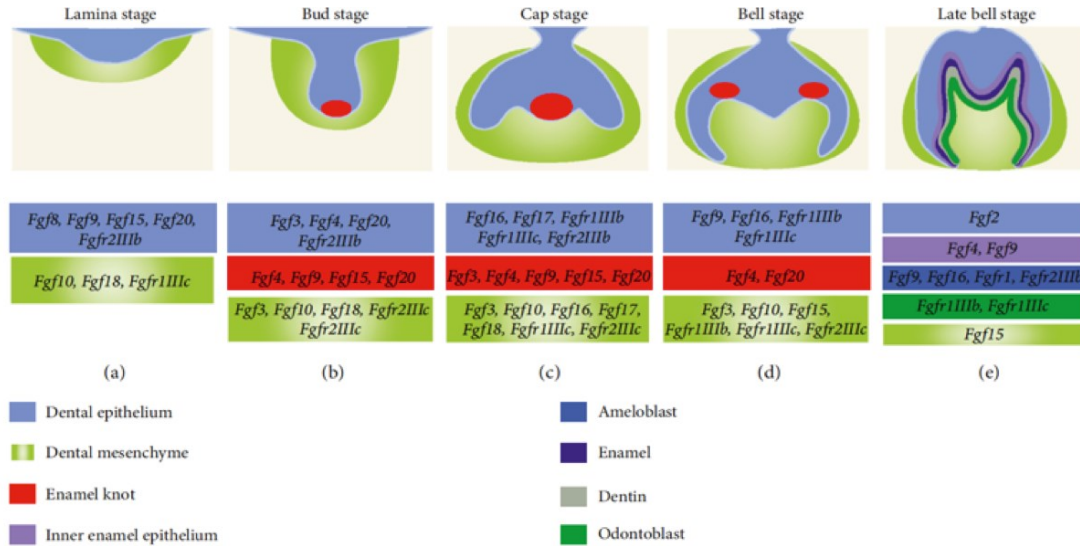 Lamina stage
Bud stage
Cap stage
Bell stage
Late bell stage
Fgf8, Fgf9, Fgf15, Fgf20,
Fgfr2IIIb
Fgf10, Fgf18, Fgfr1IIIc
Fgf3, Fgf4, Fgf20,
Fgfr2IIIb
Fgf4, Fgf9, Fgf15, Fgf20
Fgf3, Fgf10, Fgf18, Fgfr2IIIc
Fgfr2IIIc
Fgf16, Fgf17, Fgfr1IIIb
Fgfr1IIIc, Fgfr2IIIb
Fgf3, Fgf4, Fgf9, Fgf15, Fgf20
Fgf3, Fgf10, Fgf16, Fgf17,
Fgf18, Fgfr1IIIc, Fgfr2IIIc
Fgf9, Fgf16, Fgfr1IIIb
Fgfr1IIIc
Fgf4, Fgf20
Fgf3, Fgf10, Fgf15,
Fgfr1IIIb, Fgfr1IIIc, Fgfr2IIIc
Fgf2
Fgf4, Fgf9
Fgf9, Fgf16, Fgfr1, Fgfr2IIIb
Fgfr1IIIb, Fgfr1IIIc
Fgf15
(a)
(b)
(c)
(d)
(e)
Dental epithelium
Dental mesenchyme
Enamel knot
Inner enamel epithelium
Ameloblast
Enamel
Dentin
Odontoblast